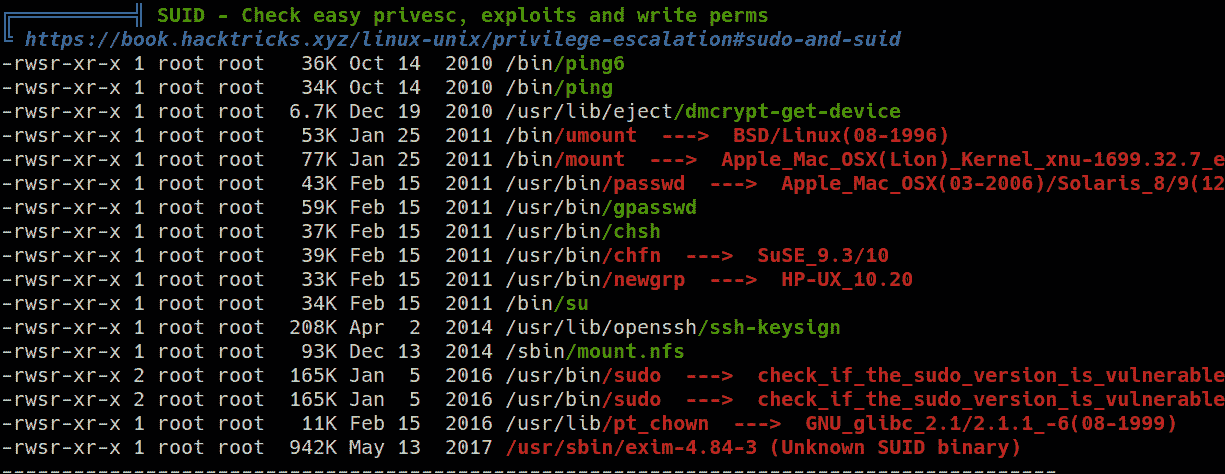 ╔══════════╣ SUID - Check easy privesc, exploits and write perms
╚ https://book.hacktricks.xyz/linux-unix/privilege-escalation#sudo-and-suid
-rwsr-xr-x 1 root root   36K Oct 14  2010 /bin/ping6
-rwsr-xr-x 1 root root   34K Oct 14  2010 /bin/ping
-rwsr-xr-x 1 root root  6.7K Dec 19  2010 /usr/lib/eject/dmcrypt-get-device
-rwsr-xr-x 1 root root   53K Jan 25  2011 /bin/umount  --->  BSD/Linux(08-1996)
-rwsr-xr-x 1 root root   77K Jan 25  2011 /bin/mount  --->  Apple_Mac_OSX(Lion)_Kernel_xnu-1699.32.7_e
-rwsr-xr-x 1 root root   43K Feb 15  2011 /usr/bin/passwd  --->  Apple_Mac_OSX(03-2006)/Solaris_8/9(12
-rwsr-xr-x 1 root root   59K Feb 15  2011 /usr/bin/gpasswd
-rwsr-xr-x 1 root root   37K Feb 15  2011 /usr/bin/chsh
-rwsr-xr-x 1 root root   39K Feb 15  2011 /usr/bin/chfn  --->  SuSE_9.3/10
-rwsr-xr-x 1 root root   33K Feb 15  2011 /usr/bin/newgrp  --->  HP-UX_10.20
-rwsr-xr-x 1 root root   34K Feb 15  2011 /bin/su
-rwsr-xr-x 1 root root  208K Apr  2  2014 /usr/lib/openssh/ssh-keysign
-rwsr-xr-x 1 root root   93K Dec 13  2014 /sbin/mount.nfs
-rwsr-xr-x 2 root root  165K Jan  5  2016 /usr/bin/sudo  --->  check_if_the_sudo_version_is_vulnerable
-rwsr-xr-x 2 root root  165K Jan  5  2016 /usr/bin/sudo  --->  check_if_the_sudo_version_is_vulnerable
-rwsr-xr-x 1 root root   11K Feb 15  2016 /usr/lib/pt_chown  --->  GNU_glibc_2.1/2.1.1_-6(08-1999)
-rwsr-xr-x 1 root root  942K May 13  2017 /usr/sbin/exim-4.84-3 (Unknown SUID binary)